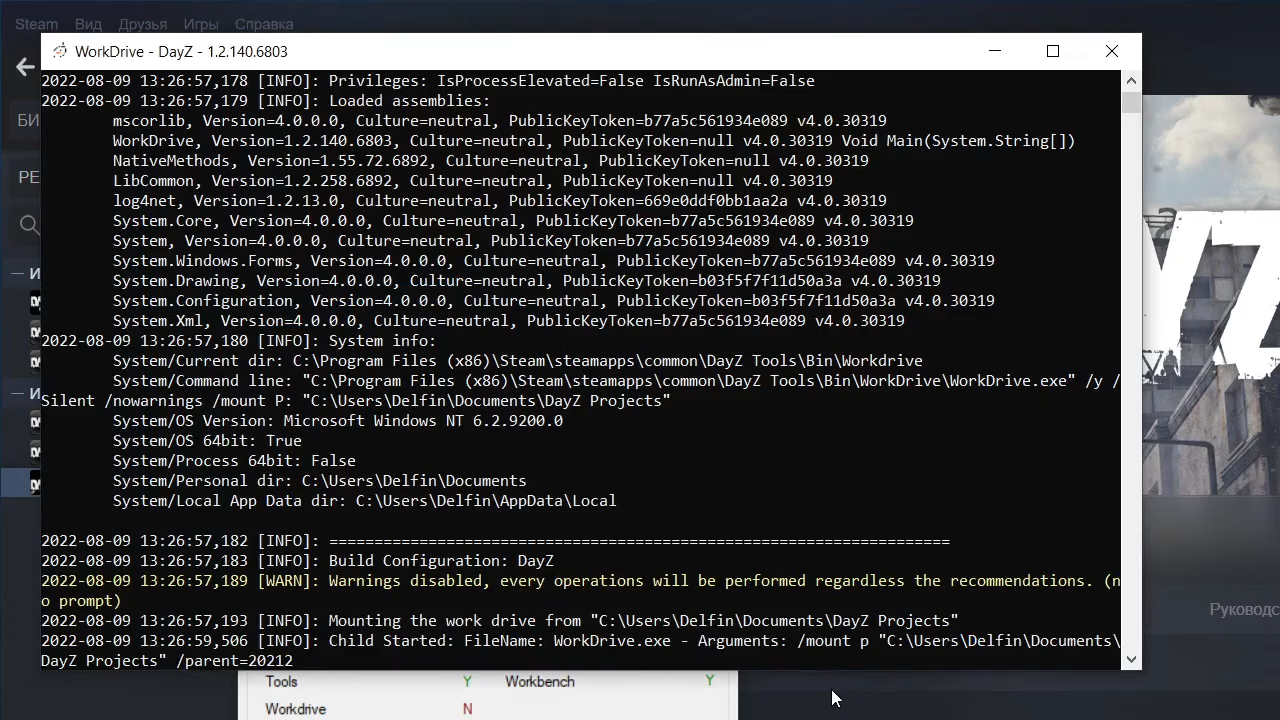 Steam Вид Друзья Игры Справка
WorkDrive - DayZ - 1.2.140.6803
2022-08-09 13:26:57,178 [INFO]: Privileges: IsProcessElevated=False IsRunAsAdmin=False
2022-08-09 13:26:57,179 [INFO]: Loaded assemblies:
mscorlib, Version=4.0.0.0, Culture=neutral, PublicKeyToken=b77a5c561934e089 v4.0.30319
WorkDrive, Version=1.2.140.6803, Culture=neutral, PublicKeyToken=null v4.0.30319 Void Main(System.String[])
NativeMethods, Version=1.55.72.6892, Culture=neutral, PublicKeyToken=null v4.0.30319
LibCommon, Version=1.2.258.6892, Culture=neutral, PublicKeyToken=null v4.0.30319
log4net, Version=1.2.13.0, Culture=neutral, PublicKeyToken=669e0ddf0bb1aa2a v4.0.30319
System.Core, Version=4.0.0.0, Culture=neutral, PublicKeyToken=b77a5c561934e089 v4.0.30319
System, Version=4.0.0.0, Culture=neutral, PublicKeyToken=b77a5c561934e089 v4.0.30319
System.Windows.Forms, Version=4.0.0.0, Culture=neutral, PublicKeyToken=b77a5c561934e089 v4.0.30319
System.Drawing, Version=4.0.0.0, Culture=neutral, PublicKeyToken=b03f5f7f11d50a3a v4.0.30319
System.Configuration, Version=4.0.0.0, Culture=neutral, PublicKeyToken=b03f5f7f11d50a3a v4.0.30319
System.Xml, Version=4.0.0.0, Culture=neutral, PublicKeyToken=b77a5c561934e089 v4.0.30319
2022-08-09 13:26:57,180 [INFO]: System info:
System/Current dir: C:\Program Files (x86)\Steam\steamapps\common\DayZ Tools\Bin\Workdrive
System/Command line: "C:\Program Files (x86)\Steam\steamapps\common\DayZ Tools\Bin\WorkDrive\WorkDrive.exe" /y /
Silent /nowarnings /mount P: "C:\Users\Delfin\Documents\DayZ Projects"
System/OS Version: Microsoft Windows NT 6.2.9200.0
System/OS 64bit: True
System/Process 64bit: False
System/Personal dir: C:\Users\Delfin\Documents
System/Local App Data dir: C:\Users\Delfin\AppData\Local
2022-08-09 13:26:57,182 [INFO]: =====================================================================
2022-08-09 13:26:57,183 [INFO]: Build Configuration: DayZ
2022-08-09 13:26:57,189 [WARN]: Warnings disabled, every operations will be performed regardless the recommendations. (n
o prompt)
2022-08-09 13:26:57,193 [INFO]: Mounting the work drive from "C:\Users\Delfin\Documents\DayZ Projects"
2022-08-09 13:26:59,506 [INFO]: Child Started: FileName: WorkDrive.exe - Arguments: /mount p "C:\Users\Delfin\Documents\
DayZ Projects" /parent=20212
Tools Y Workbench Y
Workdrive N